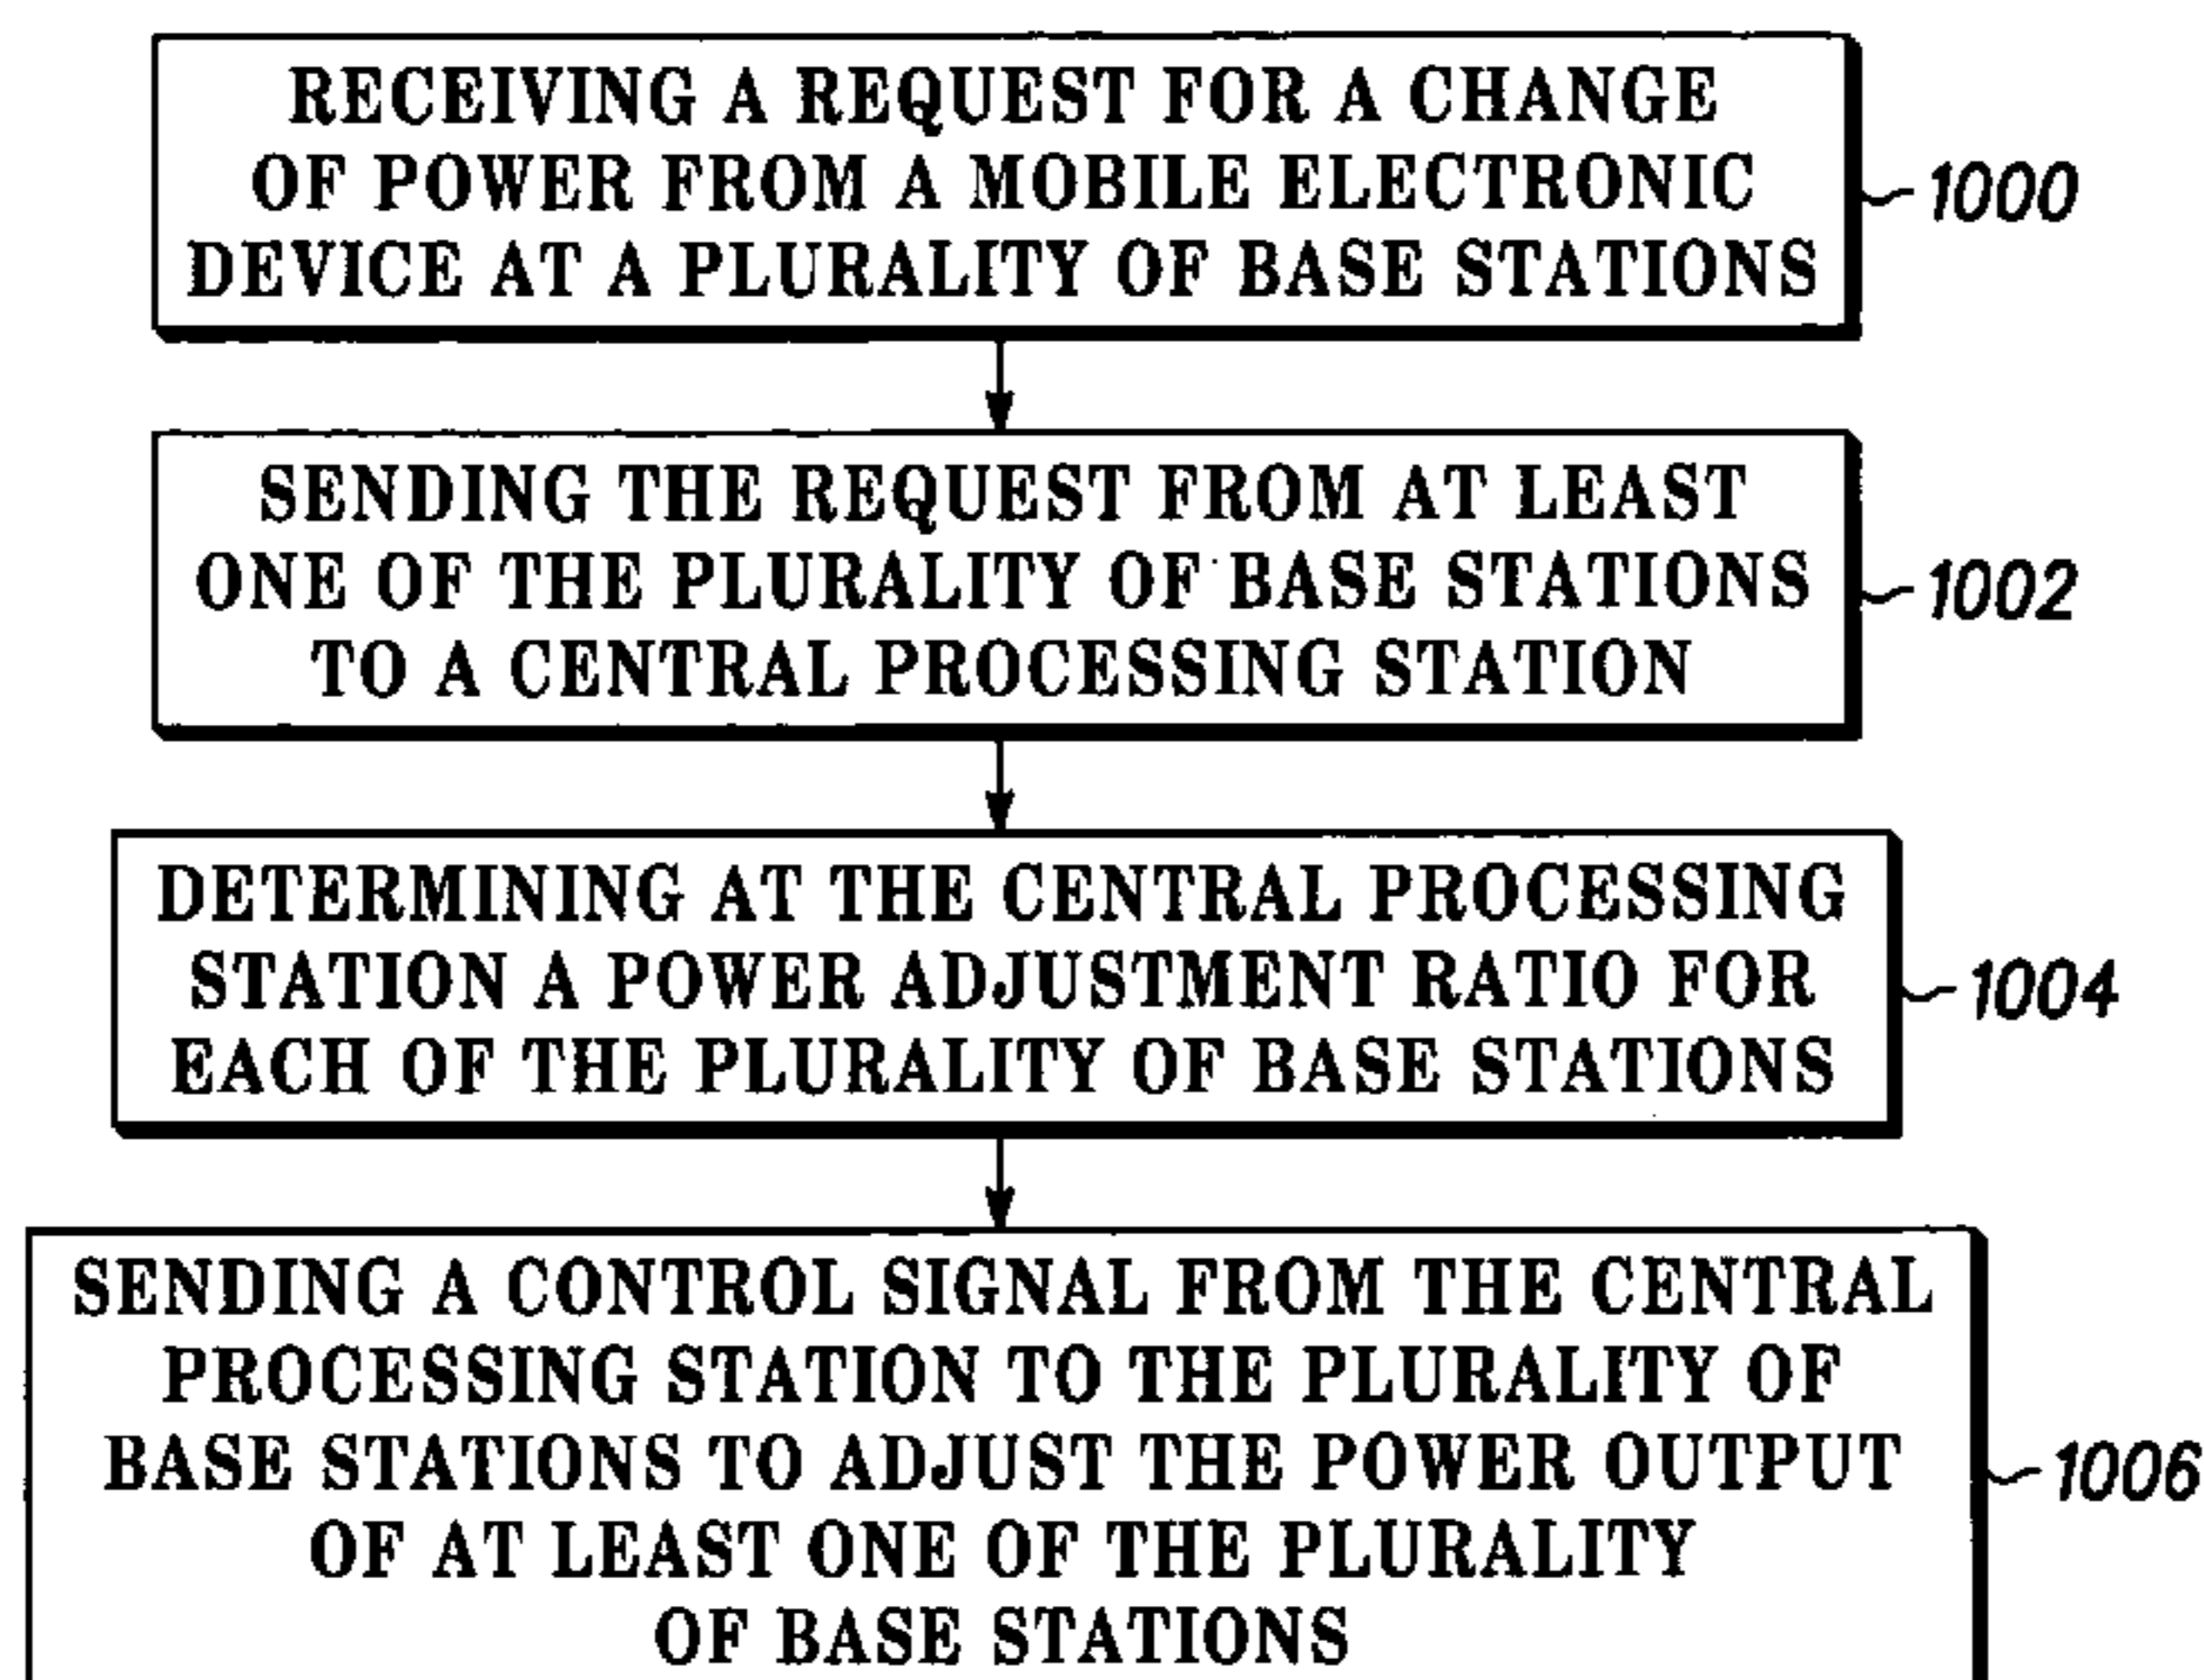 RECEIVING A REQUEST FOR A CHANGE
OF POWER FROM A MOBILE ELECTRONIC
DEVICE AT A PLURALITY OF BASE STATIONS
1000
SENDING THE REQUEST FROM AT LEAST
ONE OF THE PLURALITY OF BASE STATIONS
TO A CENTRAL PROCESSING STATION
1002
DETERMINING AT THE CENTRAL PROCESSING
STATION A POWER ADJUSTMENT RATIO FOR
EACH OF THE PLURALITY OF BASE STATIONS
1004
SENDING A CONTROL SIGNAL FROM THE CENTRAL
PROCESSING STATION TO THE PLURALITY OF
BASE STATIONS TO ADJUST THE POWER OUTPUT
OF AT LEAST ONE OF THE PLURALITY
OF BASE STATIONS
1006